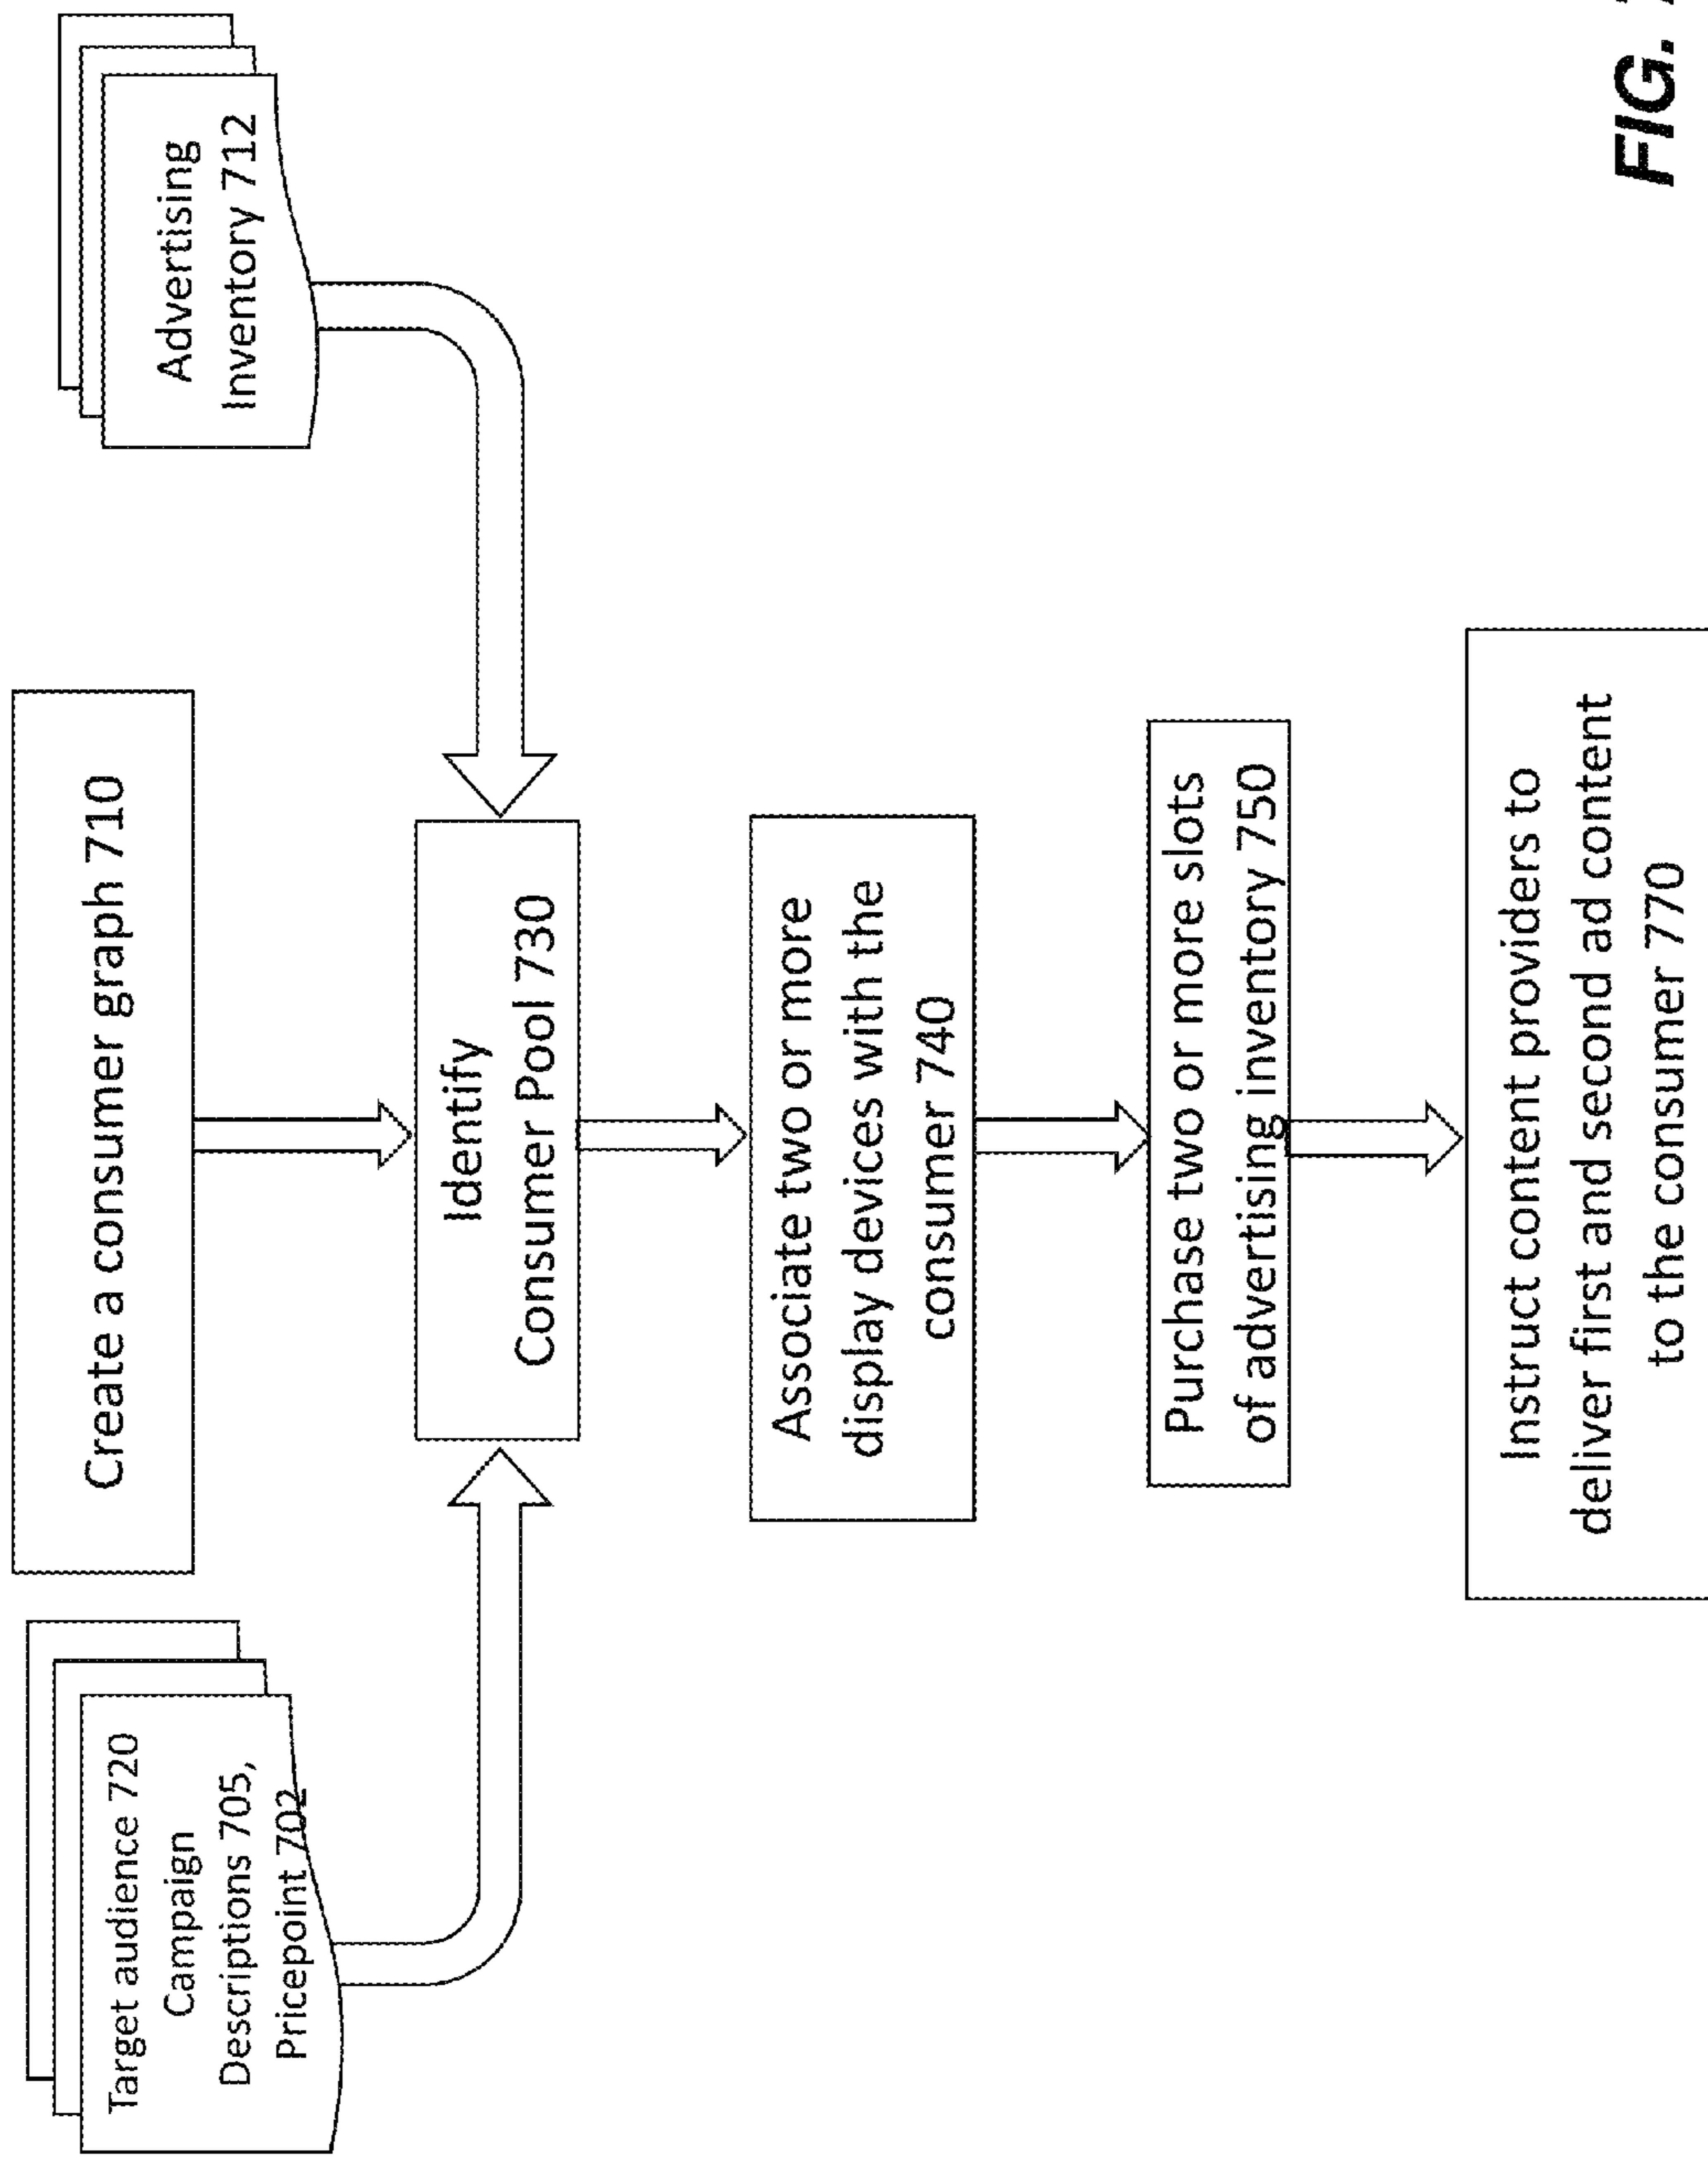 Target audience 720
Campaign
Descriptions 705,
Pricepoint 702
Create a consumer graph 710
Advertising
Inventory 712
Identify
Consumer Pool 730
Associate two or more
display devices with the
consumer 740
Purchase two or more slots
of advertising inventory 750
Instruct content providers to
deliver first and second ad content
to the consumer 770
FIG.